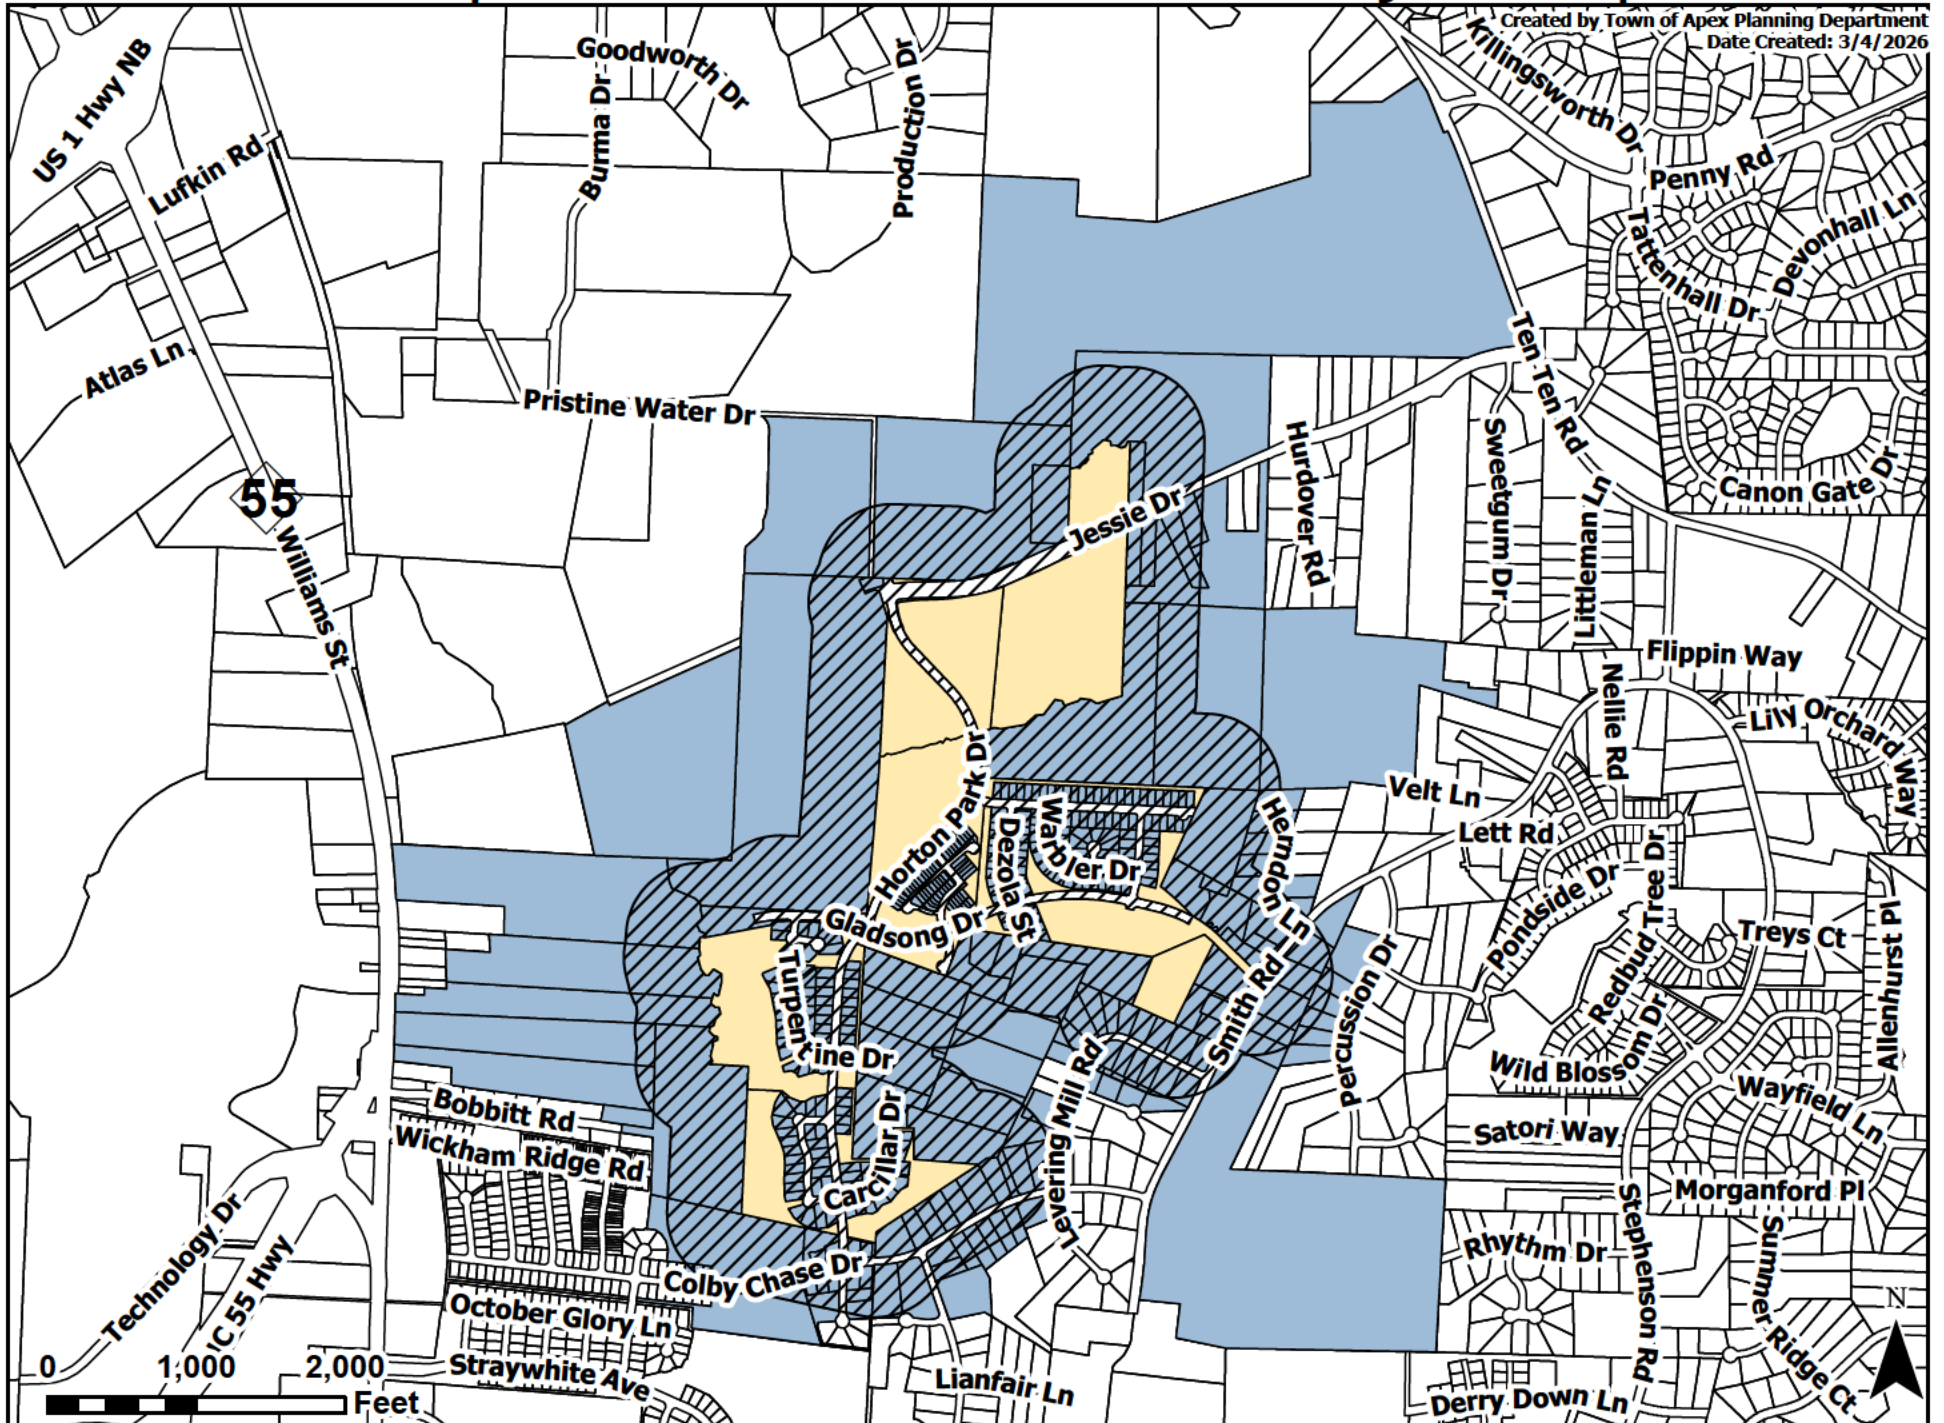 Created by Town of Apex Planning Department
Date Created: 3/4/2026
Killingsworth Dr
Goodworth Dr
US 1 Hwy NB
Burma Dr
Production Dr
Lufkin Rd
Penny Rd
Devonhall Ln
Tattenhall Dr
Ten Ten Rd
Atlas Ln
Pristine Water Dr
Hurdover Rd
Sweetgum Dr
Littleman Ln
Canon Gate Dr
55
Jessie Dr
Williams St
Flippin Way
Nellie Rd
Lily Orchard Way
Horton Park Dr
Warbler Dr
Dezola St
Herndon Ln
Velt Ln
Lett Rd
Pondside Dr
Redbud Tree Dr
Treys Ct
Allenhurst Pl
Gladsong Dr
Turpentine Dr
Smith Rd
Percussion Dr
Wild Blossom Dr
Levering Mill Rd
Bobbitt Rd
Wickham Ridge Rd
Carcillar Dr
Satori Way
Wayfield Ln
Morganford Pl
Technology Dr
NC 55 Hwy
Colby Chase Dr
Rhythm Dr
Stephenson Rd
Summer Ridge Ct
October Glory Ln
Straywhite Ave
Lianfair Ln
Derry Down Ln
N
0 1,000 2,000
Feet